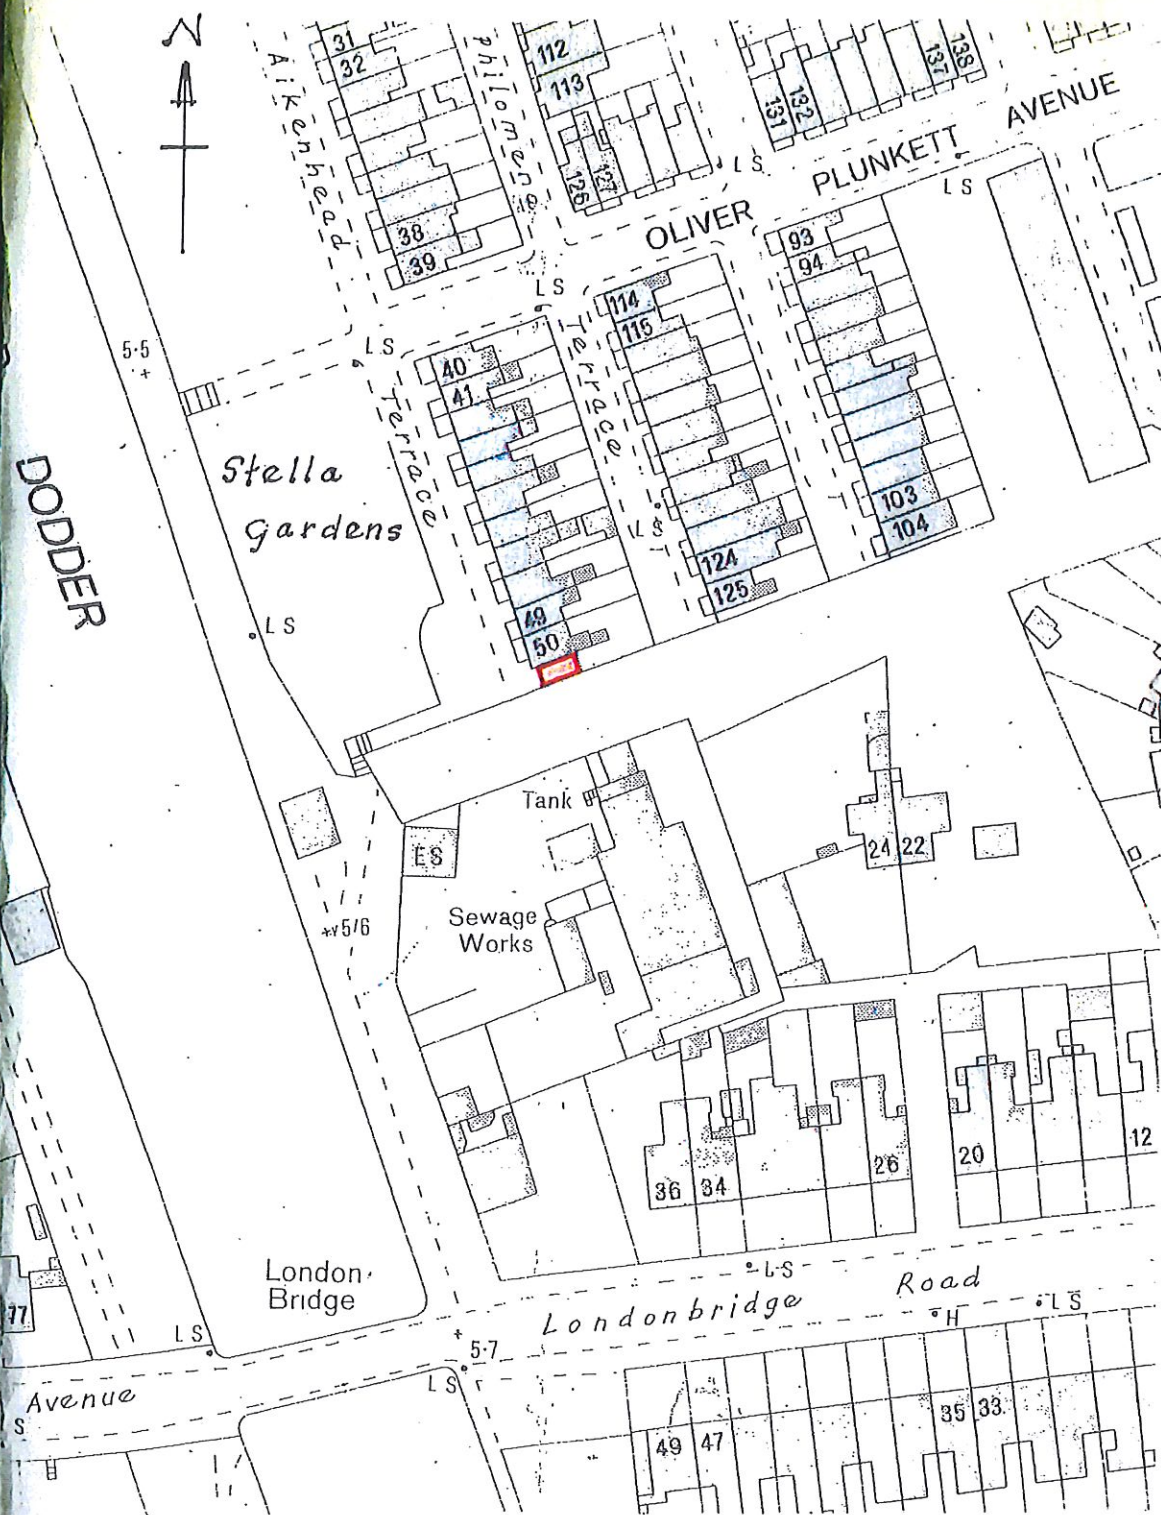 N
31
32
Aikenhead
38
39
Philomena
112
113
126
127
131
132
137
138
AVENUE
PLUNKETT
OLIVER
L S
L S
93
94
103
104
L S
114
115
124
125
Terrace
L S
L S
40
41
Terrace
49
50
5·5
+
DODDER
Stella
Gardens
L S
Tank
ES
Sewage
Works
24
22
36
34
26
20
12
London
Bridge
77
L S
Avenue
S
L S
5·7
+
Londonbridge
Road
L S
H
L S
49
47
35
33